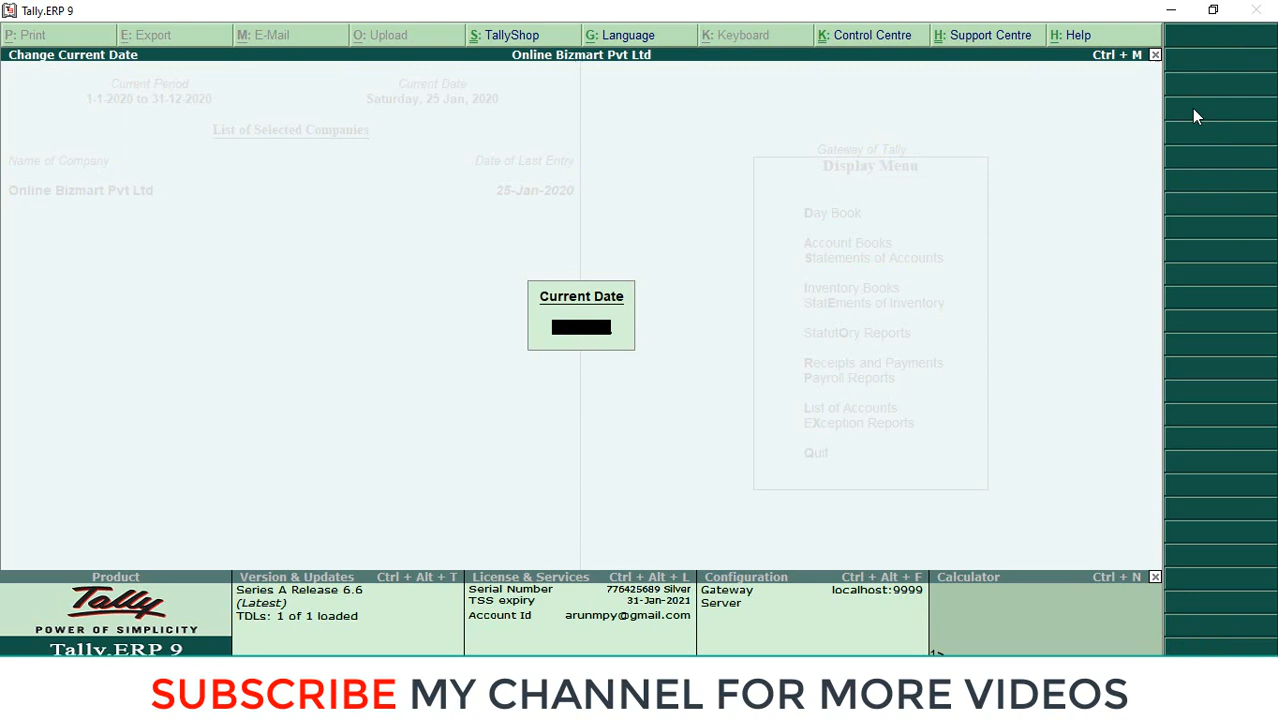 Tally.ERP 9
P: Print
E: Export
M: E-Mail
O: Upload
S: TallyShop
G: Language
K: Keyboard
K: Control Centre
H: Support Centre
H: Help
Change Current Date
Online Bizmart Pvt Ltd
Ctrl + M
Current Period
1-1-2020 to 31-12-2020
Current Date
Saturday, 25 Jan, 2020
List of Selected Companies
Name of Company
Date of Last Entry
Online Bizmart Pvt Ltd
25-Jan-2020
Current Date
Gateway of Tally
Display Menu
Day Book
Account Books
Statements of Accounts
Inventory Books
StatEments of Inventory
StatutOry Reports
Receipts and Payments
Payroll Reports
List of Accounts
EXception Reports
Quit
Product
Tally
POWER OF SIMPLICITY
Tally.ERP 9
Version & Updates
Ctrl + Alt + T
Series A Release 6.6
(Latest)
TDLs: 1 of 1 loaded
License & Services
Ctrl + Alt + L
Serial Number
776425689 Silver
TSS expiry
31-Jan-2021
Account Id
arunmpy@gmail.com
Configuration
Ctrl + Alt + F
Gateway
localhost:9999
Server
Calculator
Ctrl + N
1>
SUBSCRIBE MY CHANNEL FOR MORE VIDEOS